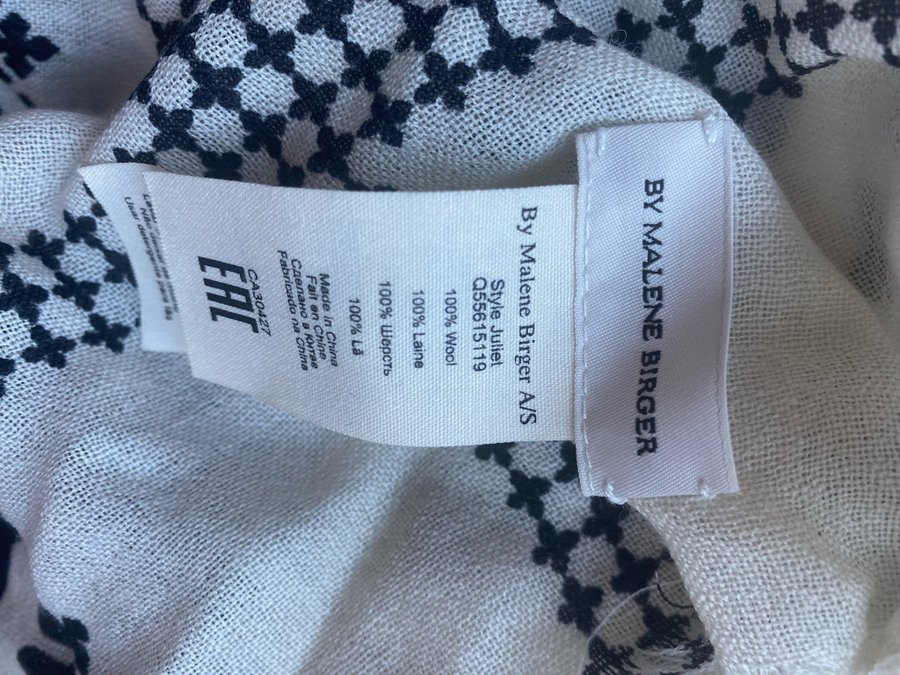 BY MALENE BIRGER
By Malene Birger A/S
Style Juliet
Q55615119
100% Wool
100% Laine
100% Шерсть
100% Lã
Made in China
Fait en Chine
Сделано в Китае
Fabricado na China
CA30427
EAC